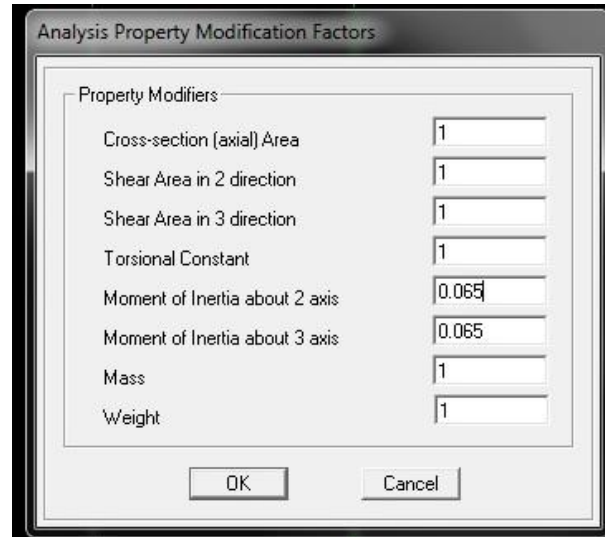 Analysis Property Modification Factors
Property Modifiers
Cross-section (axial) Area 1
Shear Area in 2 direction 1
Shear Area in 3 direction 1
Torsional Constant 1
Moment of Inertia about 2 axis 0.065
Moment of Inertia about 3 axis 0.065
Mass 1
Weight 1
OK Cancel